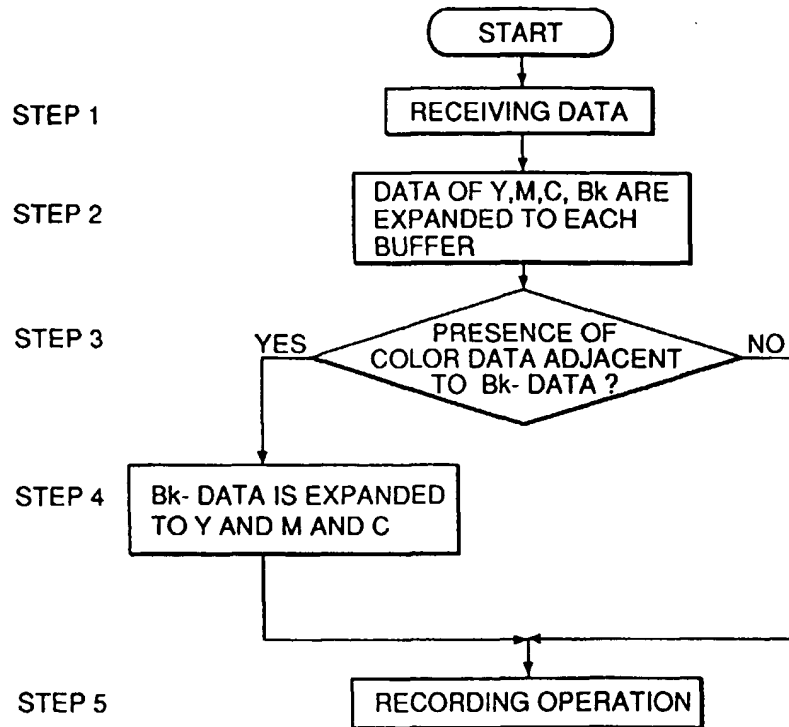 START
STEP 1
RECEIVING DATA
STEP 2
DATA OF Y,M,C, Bk ARE
EXPANDED TO EACH
BUFFER
STEP 3
YES
PRESENCE OF
COLOR DATA ADJACENT
TO Bk- DATA ?
NO
STEP 4
Bk- DATA IS EXPANDED
TO Y AND M AND C
STEP 5
RECORDING OPERATION